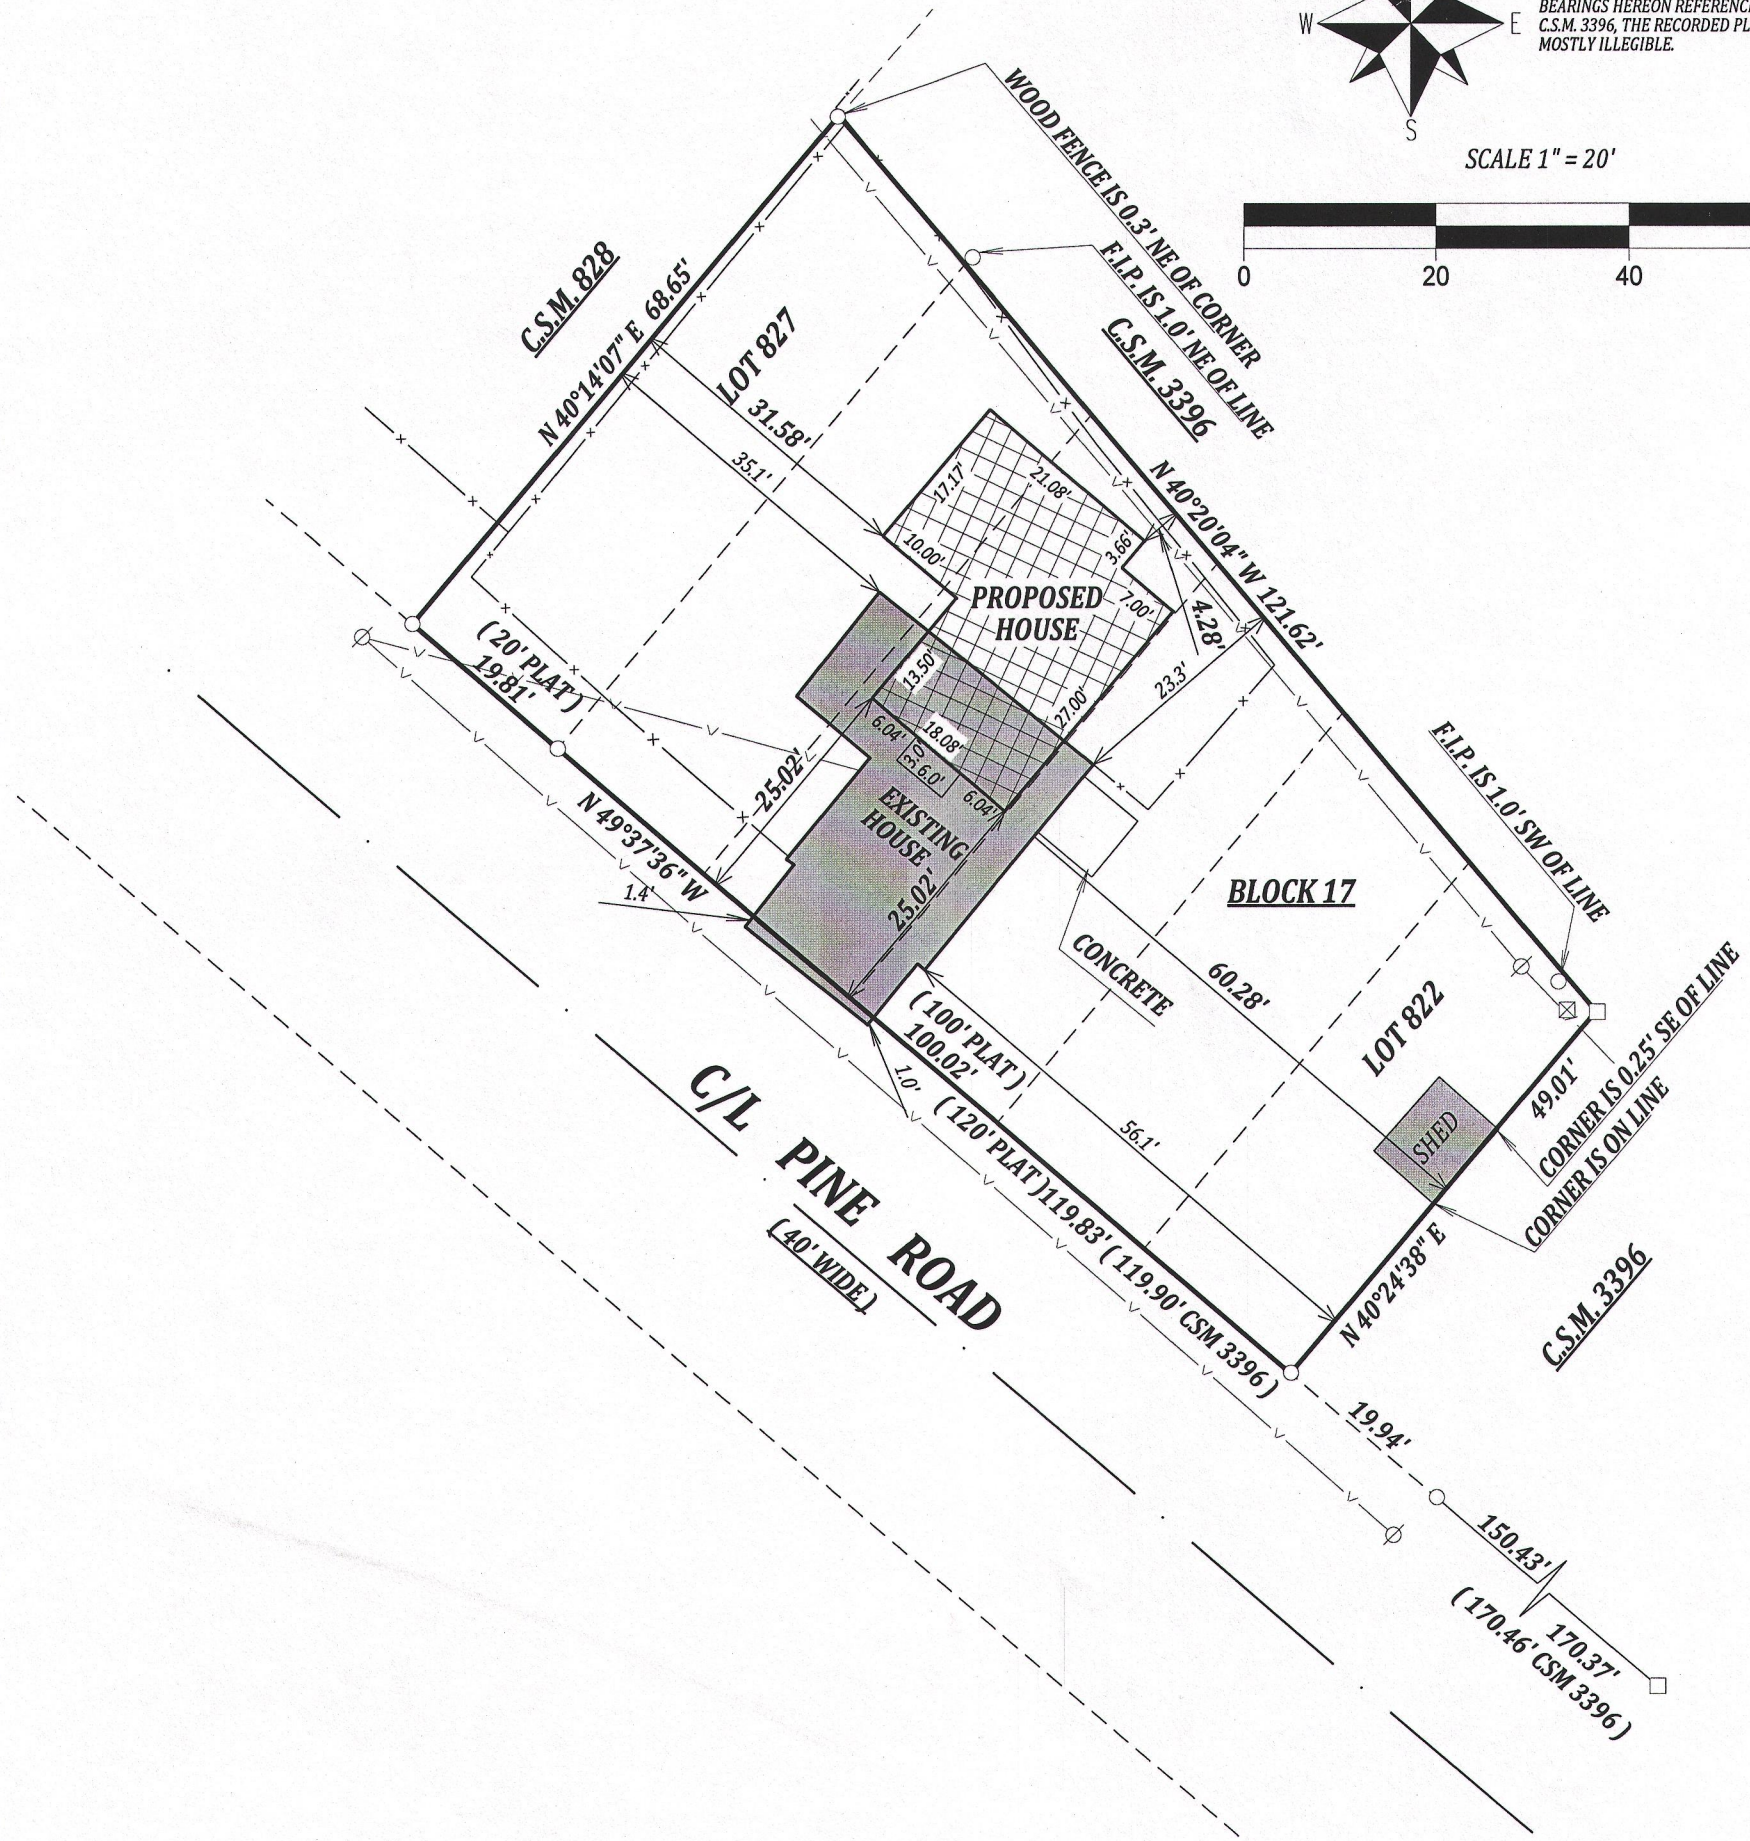 BEARINGS HEREON REFERENC
C.S.M. 3396, THE RECORDED PL
MOSTLY ILLEGIBLE.
W
E
S
SCALE 1" = 20'
0
20
40
WOOD FENCE IS 0.3' NE OF CORNER
F.I.P. IS 1.0' NE OF LINE
C.S.M. 3396
C.S.M. 828
N 40°14'07" E 68.65'
LOT 827
31.58'
35.1'
N 40°20'04" W 121.62'
17.17'
21.08'
10.00'
3.66'
PROPOSED
HOUSE
7.00'
4.28'
23.3'
13.50'
27.00'
18.08'
6.04'
3.0
6.0'
6.04'
EXISTING
HOUSE
25.02'
25.02'
( 20' PLAT )
19.81'
N 49°37'36" W
1.4'
F.I.P. IS 1.0' SW OF LINE
BLOCK 17
CONCRETE
60.28'
LOT 822
( 100' PLAT )
100.02'
1.0'
56.1'
SHED
49.01'
CORNER IS 0.25' SE OF LINE
CORNER IS ON LINE
N 40°24'38" E
C.S.M. 3396
( 120' PLAT )119.83' ( 119.90' CSM 3396 )
C/L PINE ROAD
( 40' WIDE )
19.94'
150.43'
170.37'
( 170.46' CSM 3396 )